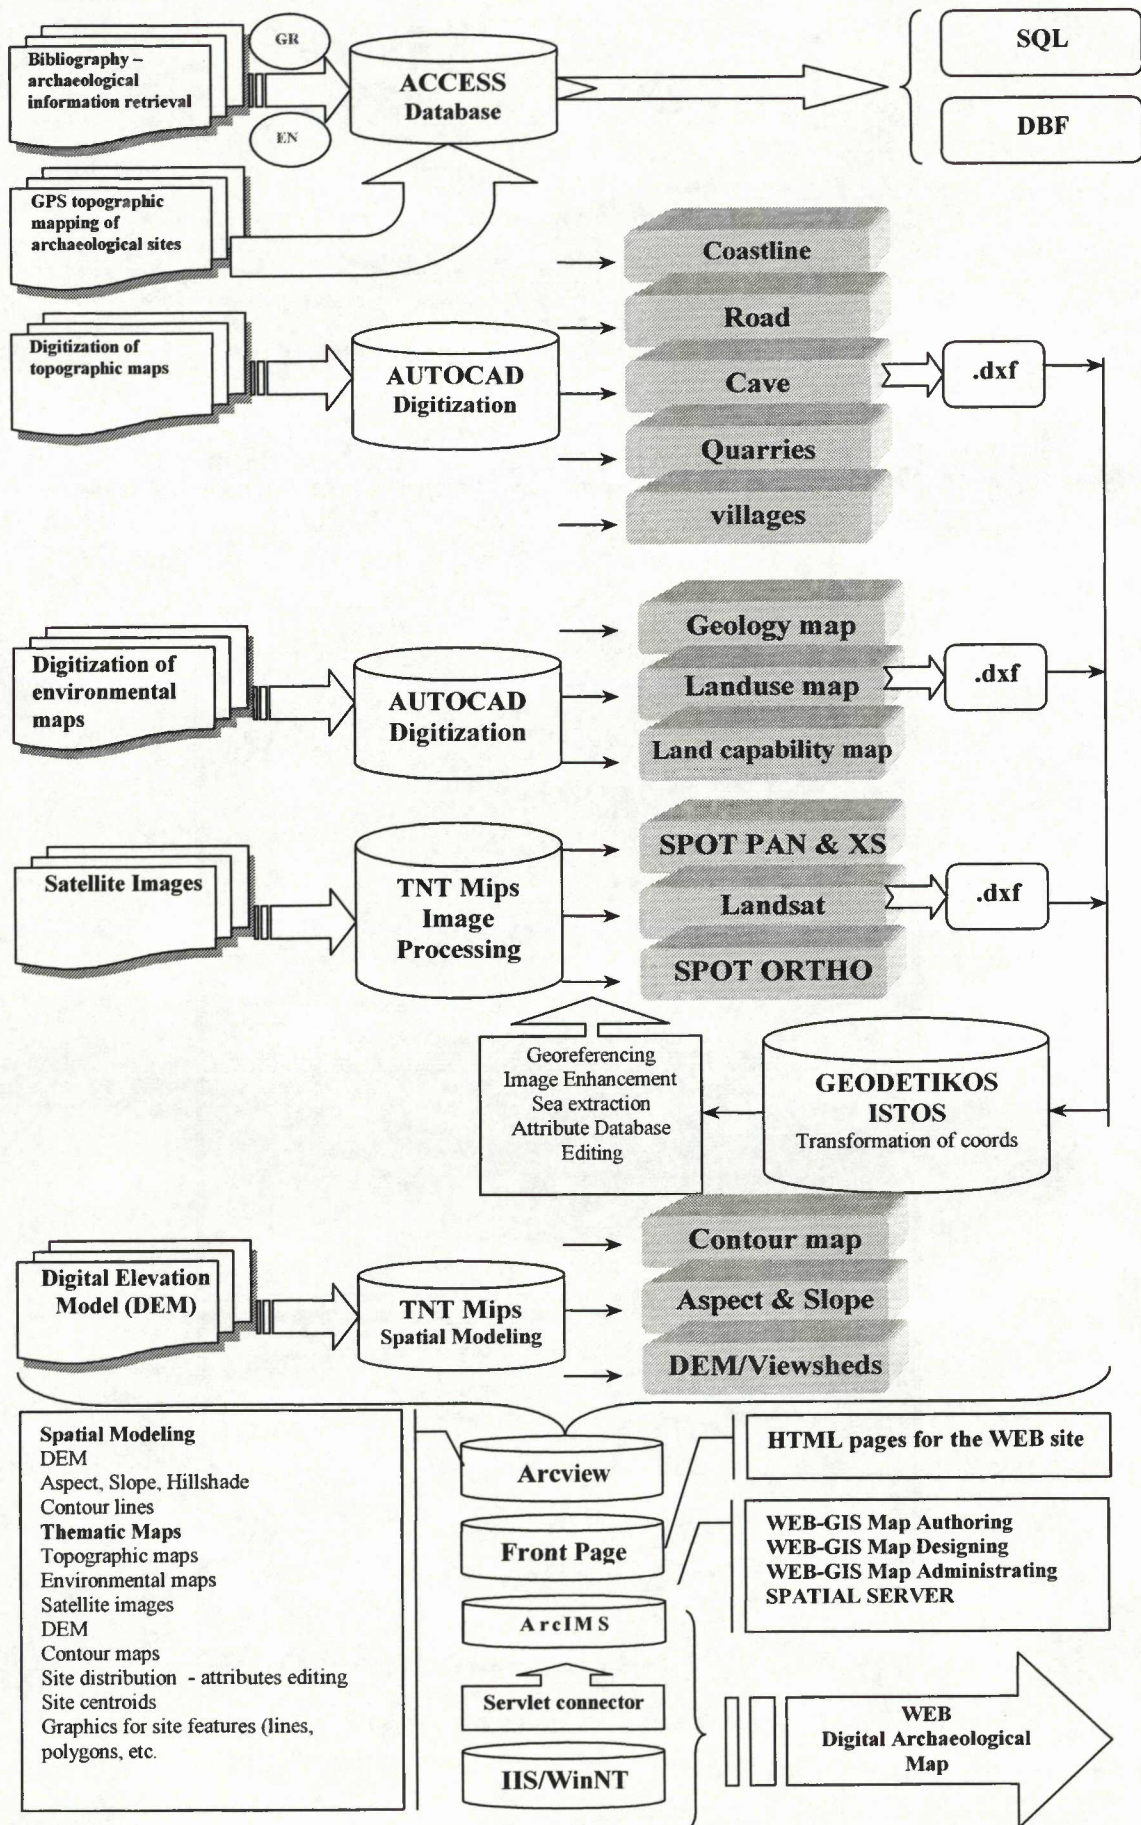 Bibliography –
archaeological
information retrieval
GR
EN
ACCESS
Database
SQL
DBF
GPS topographic
mapping of
archaeological sites
Digitization of
topographic maps
AUTOCAD
Digitization
Coastline
Road
Cave
Quarries
villages
.dxf
Digitization of
environmental
maps
AUTOCAD
Digitization
Geology map
Landuse map
Land capability map
.dxf
Satellite Images
TNT Mips
Image
Processing
SPOT PAN & XS
Landsat
SPOT ORTHO
.dxf
Georeferencing
Image Enhancement
Sea extraction
Attribute Database
Editing
GEODETIKOS
ISTOS
Transformation of coords
Digital Elevation
Model (DEM)
TNT Mips
Spatial Modeling
Contour map
Aspect & Slope
DEM/Viewsheds
Spatial Modeling
DEM
Aspect, Slope, Hillshade
Contour lines
Thematic Maps
Topographic maps
Environmental maps
Satellite images
DEM
Contour maps
Site distribution - attributes editing
Site centroids
Graphics for site features (lines,
polygons, etc.
Arcview
Front Page
ArcIMS
Servlet connector
IIS/WinNT
HTML pages for the WEB site
WEB-GIS Map Authoring
WEB-GIS Map Designing
WEB-GIS Map Administrating
SPATIAL SERVER
WEB
Digital Archaeological
Map